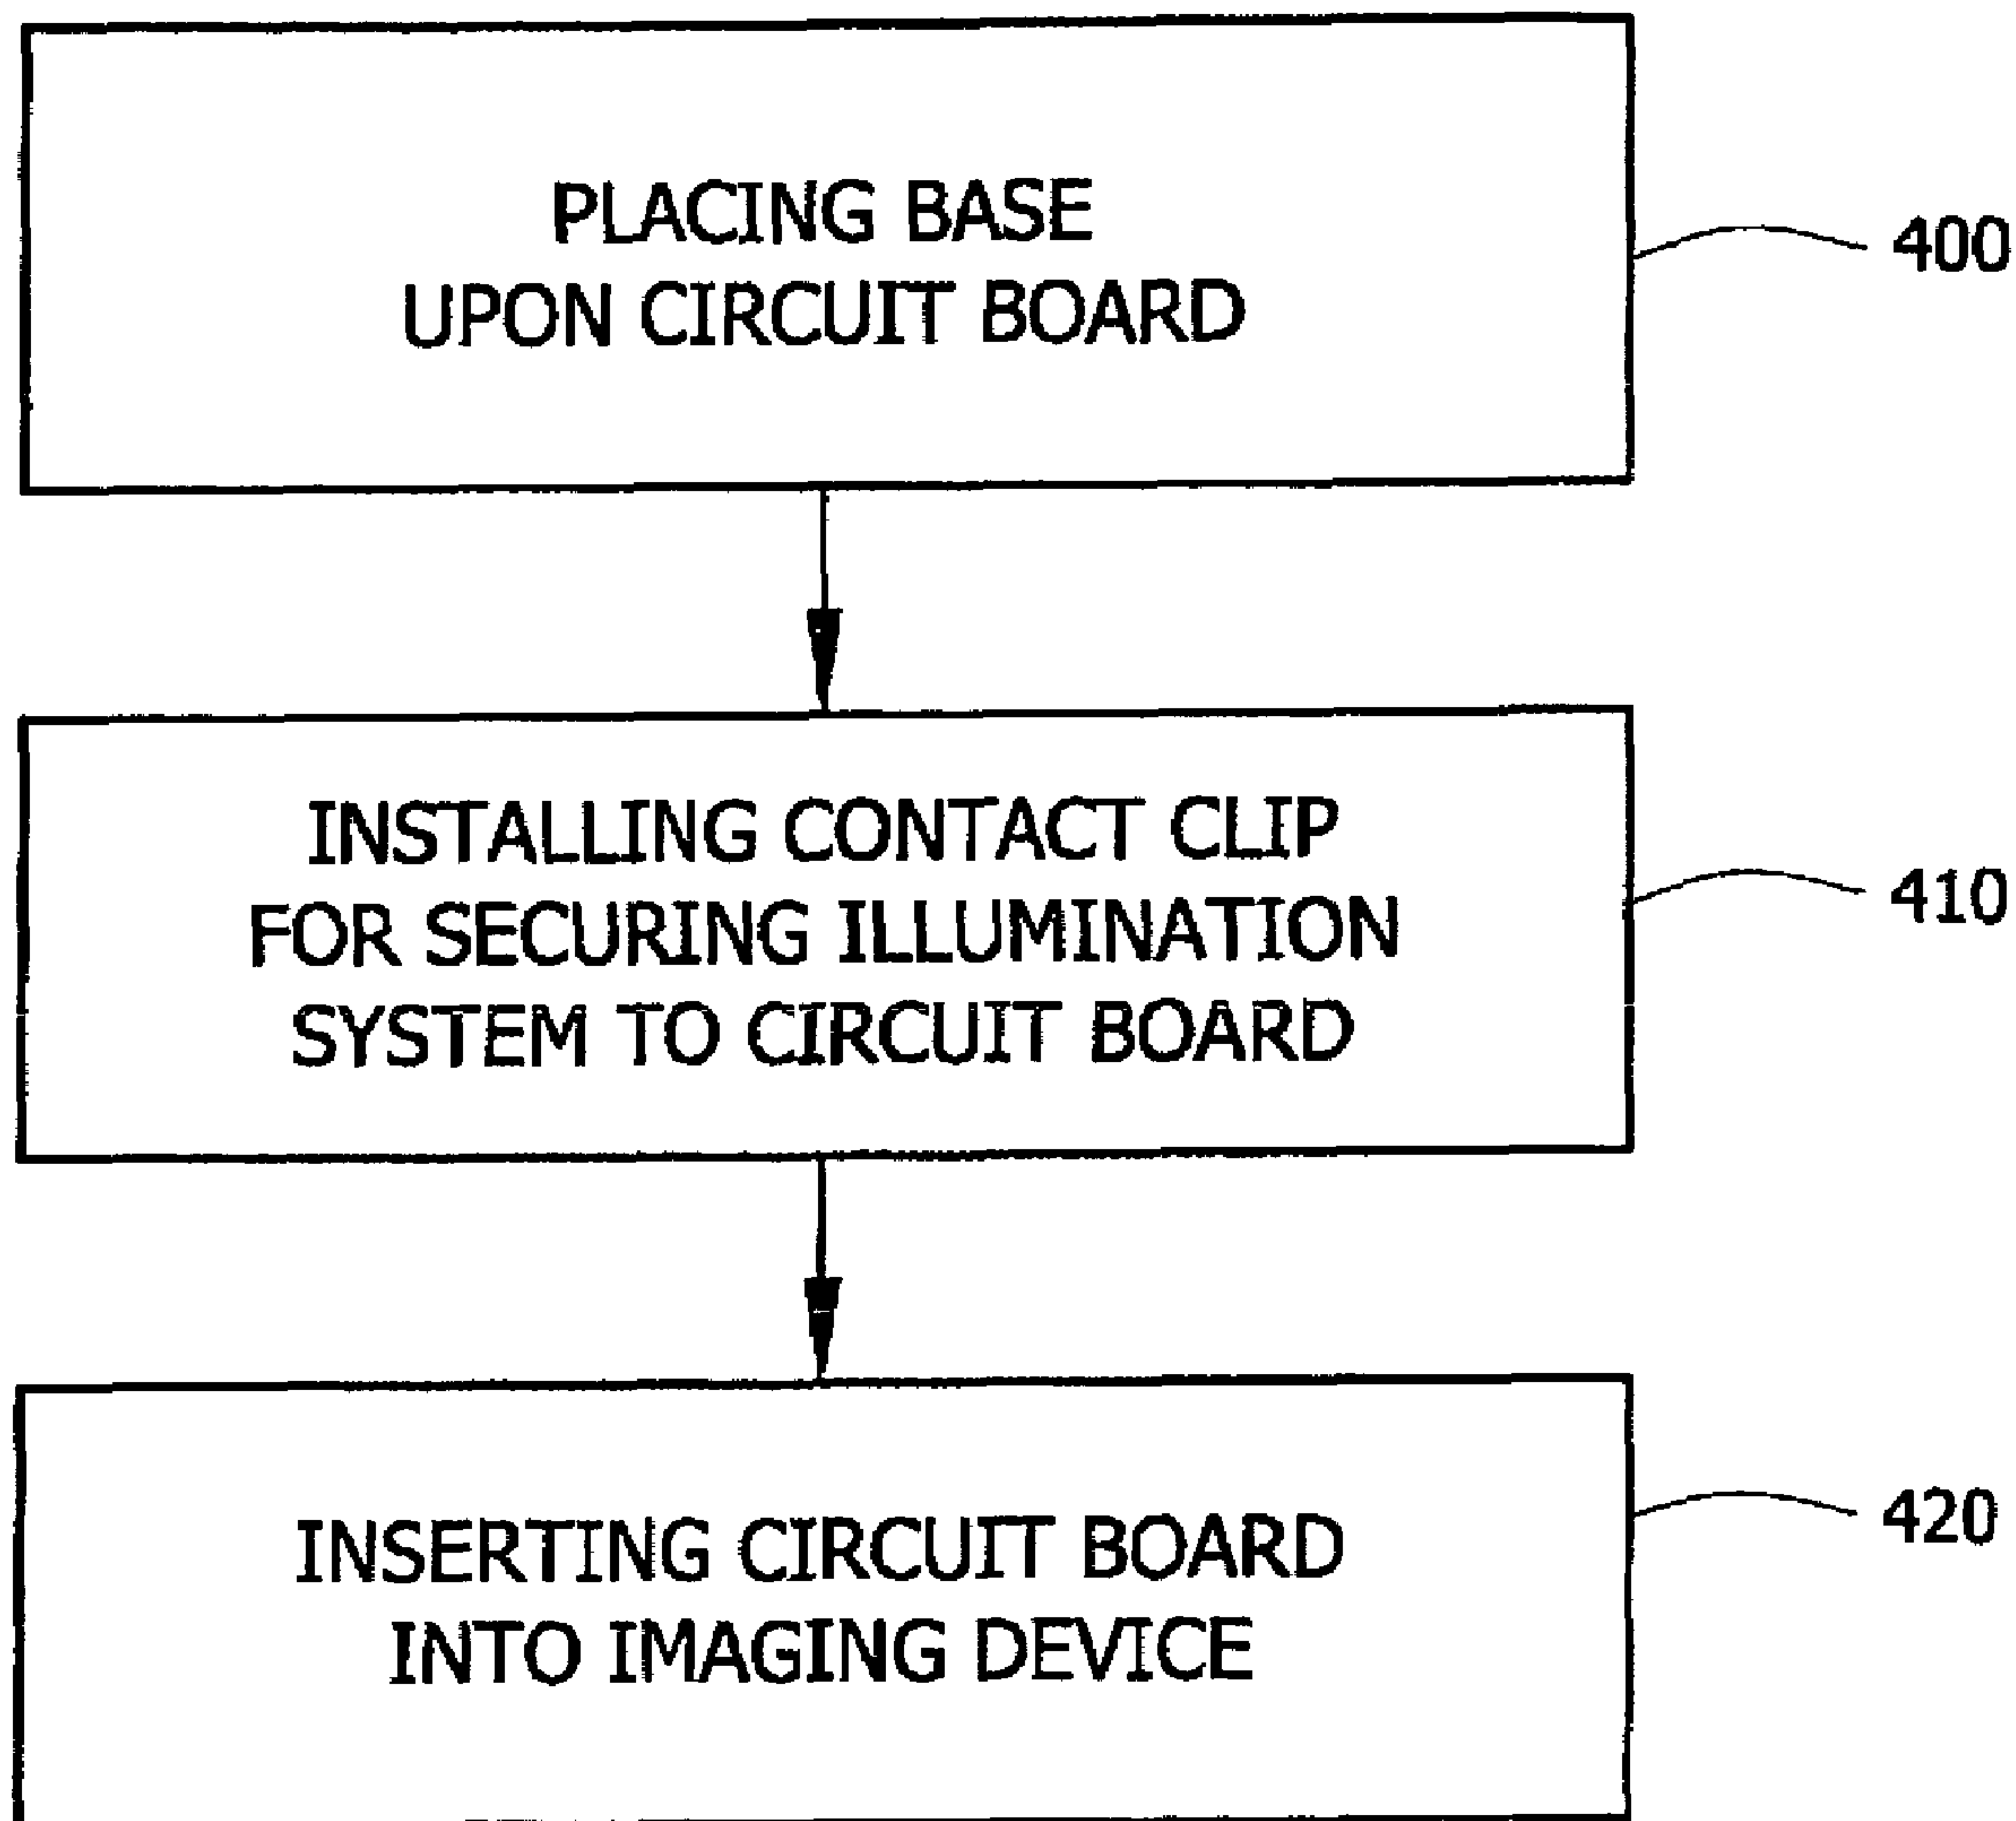 PLACING BASE
UPON CIRCUIT BOARD
400
INSTALLING CONTACT CLIP
FOR SECURING ILLUMINATION
SYSTEM TO CIRCUIT BOARD
410
INSERTING CIRCUIT BOARD
INTO IMAGING DEVICE
420